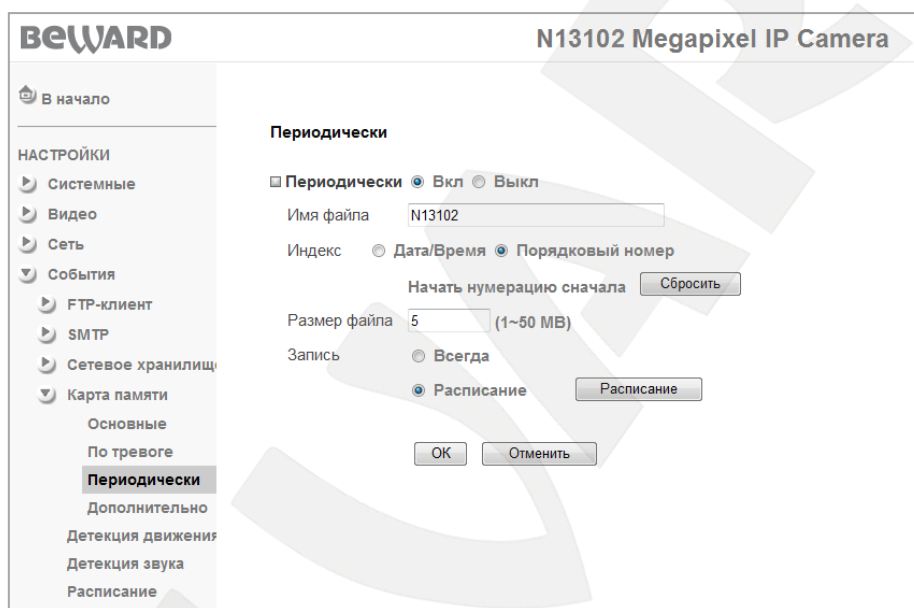 BEWARD
N13102 Megapixel IP Camera
В начало
НАСТРОЙКИ
Системные
Видео
Сеть
События
FTP-клиент
SMTP
Сетевое хранилищ
Карта памяти
Основные
По тревоге
Периодически
Дополнительно
Детекция движения
Детекция звука
Расписание
Периодически
Периодически Вкл Выкл
Имя файла N13102
Индекс Дата/Время Порядковый номер
Начать нумерацию сначала Сбросить
Размер файла 5 (1~50 MB)
Запись Всегда
Расписание Расписание
ОК Отменить